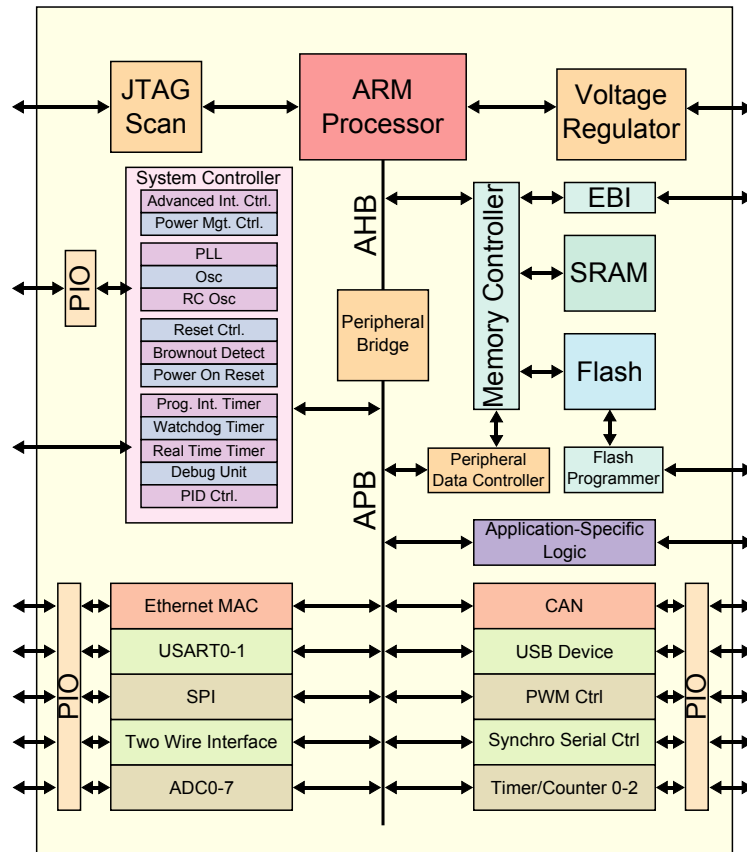 JTAG
Scan
ARM
Processor
Voltage
Regulator
System Controller
Advanced Int. Ctrl.
Power Mgt. Ctrl.
PLL
Osc
RC Osc
Reset Ctrl.
Brownout Detect
Power On Reset
Prog. Int. Timer
Watchdog Timer
Real Time Timer
Debug Unit
PID Ctrl.
PIO
AHB
Peripheral
Bridge
APB
Memory Controller
EBI
SRAM
Flash
Peripheral
Data Controller
Flash
Programmer
Application-Specific
Logic
PIO
Ethernet MAC
USART0-1
SPI
Two Wire Interface
ADC0-7
CAN
USB Device
PWM Ctrl
Synchro Serial Ctrl
Timer/Counter 0-2
PIO